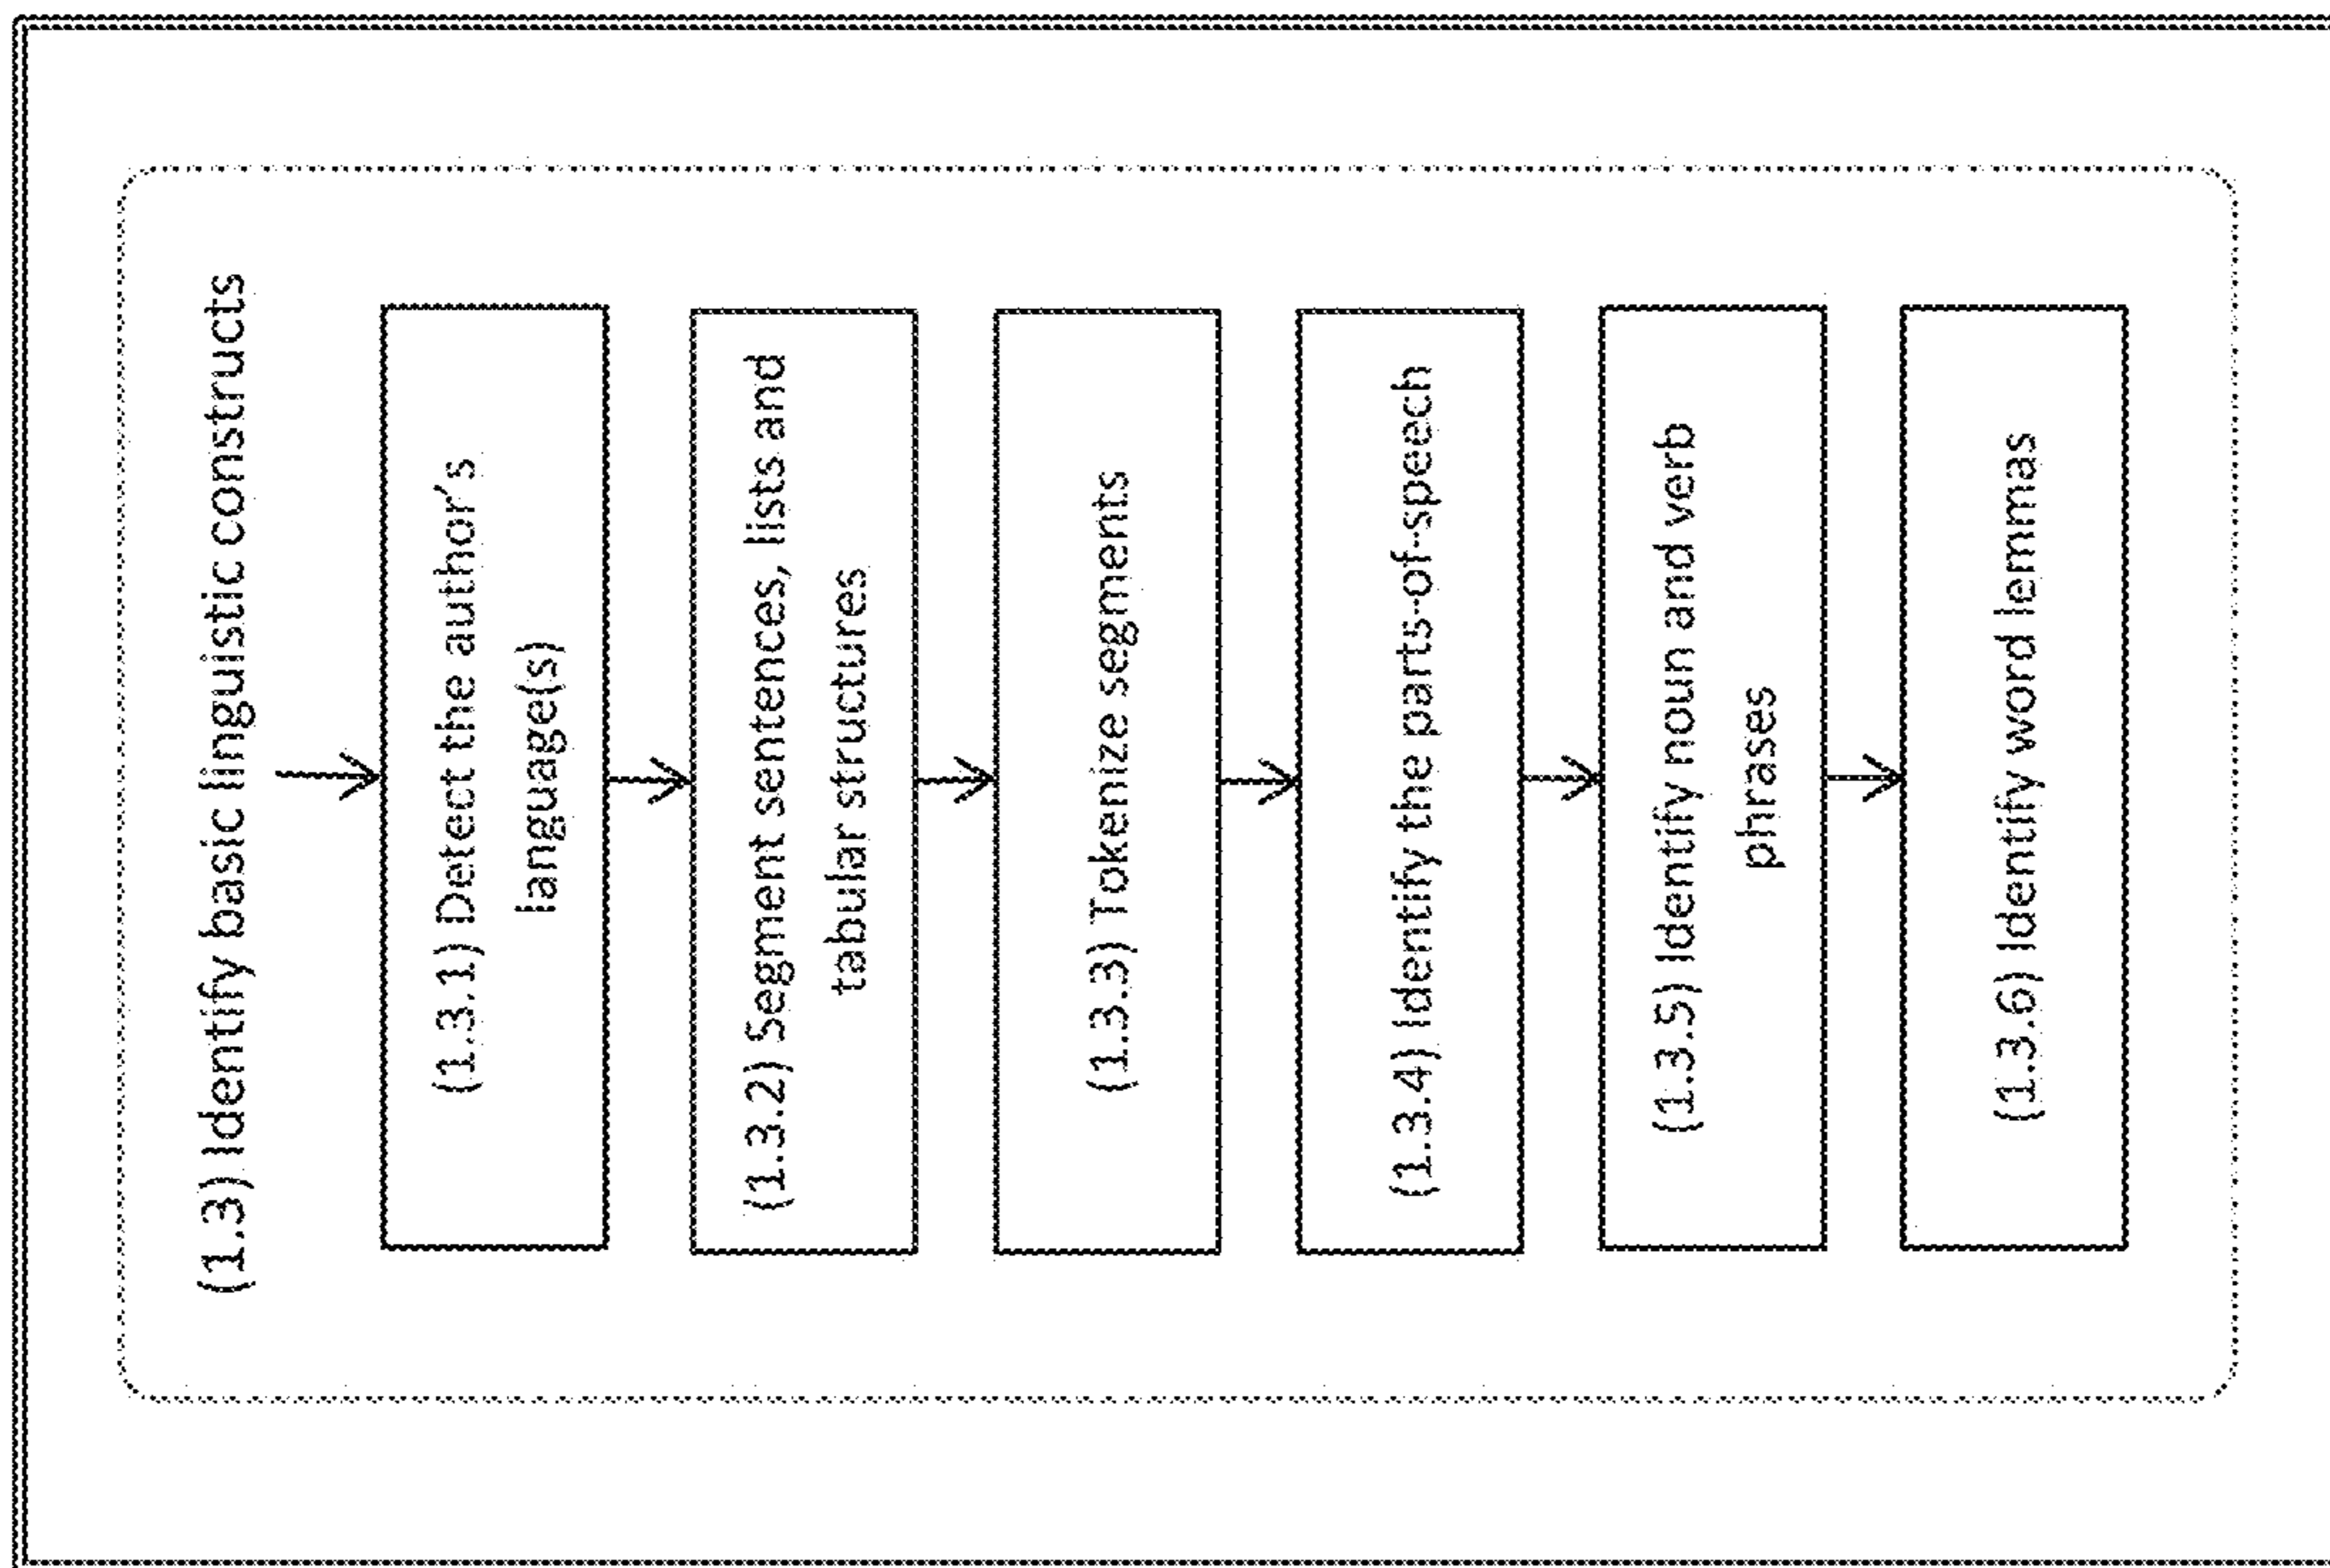 (1.3) Identify basic linguistic constructs
(1.3.1) Detect the author's
language(s)
(1.3.2) Segment sentences, lists and
tabular structures
(1.3.3) Tokenize segments
(1.3.4) Identify the parts-of-speech
(1.3.5) Identify noun and verb
phrases
(1.3.6) Identify word lemmas